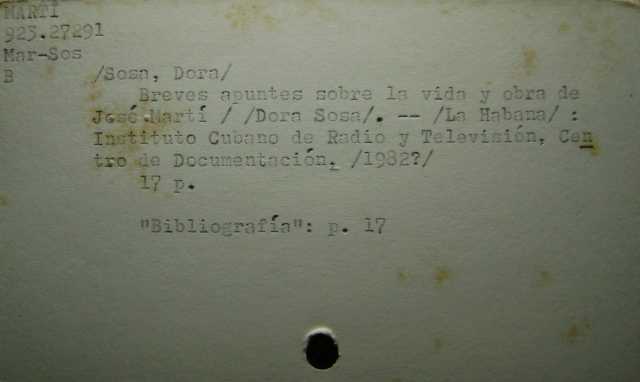 MARTÍ
923.27291
Mar-Sos
B /Sosa, Dora/
Breves apuntes sobre la vida y obra de
José Martí / /Dora Sosa/. -- /La Habana/ :
Instituto Cubano de Radio y Televisión, Cen
tro de Documentación, /1982?/
17 p.
"Bibliografía": p. 17